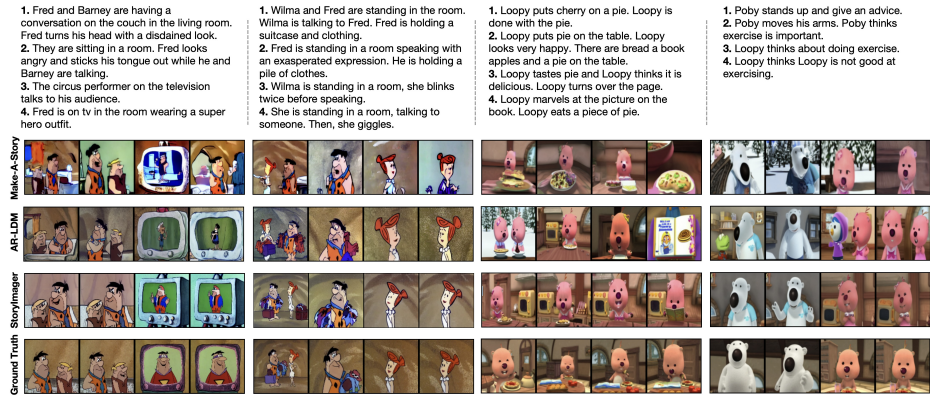 1. Fred and Barney are having a
conversation on the couch in the living room.
Fred turns his head with a disdained look.
2. They are sitting in a room. Fred looks
angry and sticks his tongue out while he and
Barney are talking.
3. The circus performer on the television
talks to his audience.
4. Fred is on tv in the room wearing a super
hero outfit.
1. Wilma and Fred are standing in the room.
Wilma is talking to Fred. Fred is holding a
suitcase and clothing.
2. Fred is standing in a room speaking with
an exasperated expression. He is holding a
pile of clothes.
3. Wilma is standing in a room, she blinks
twice before speaking.
4. She is standing in a room, talking to
someone. Then, she giggles.
1. Loopy puts cherry on a pie. Loopy is
done with the pie.
2. Loopy puts pie on the table. Loopy
looks very happy. There are bread a book
apples and a pie on the table.
3. Loopy tastes pie and Loopy thinks it is
delicious. Loopy turns over the page.
4. Loopy marvels at the picture on the
book. Loopy eats a piece of pie.
1. Poby stands up and give an advice.
2. Poby moves his arms. Poby thinks
exercise is important.
3. Loopy thinks about doing exercise.
4. Loopy thinks Loopy is not good at
exercising.
Make-A-Story
AR-LDM
StoryImager
Ground Truth